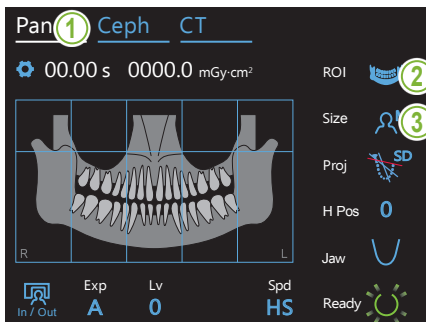 Pan 1 Ceph CT
00.00 s 0000.0 mGy·cm²
ROI 2
Size 3
Proj SD
H Pos 0
R L
Jaw
In / Out Exp A Lv 0 Spd HS
Ready